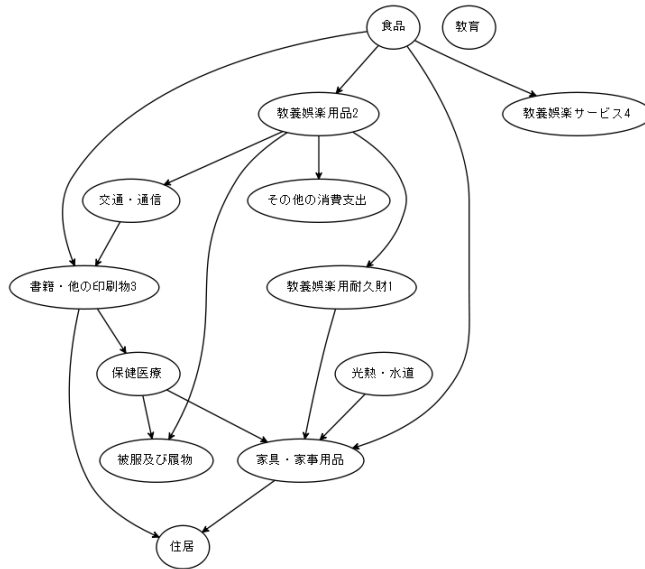 食品
教育
教養娯楽用品2
教養娯楽サービス4
交通・通信
その他の消費支出
書籍・他の印刷物3
教養娯楽用耐久財1
保健医療
光熱・水道
被服及び履物
家具・家事用品
住居